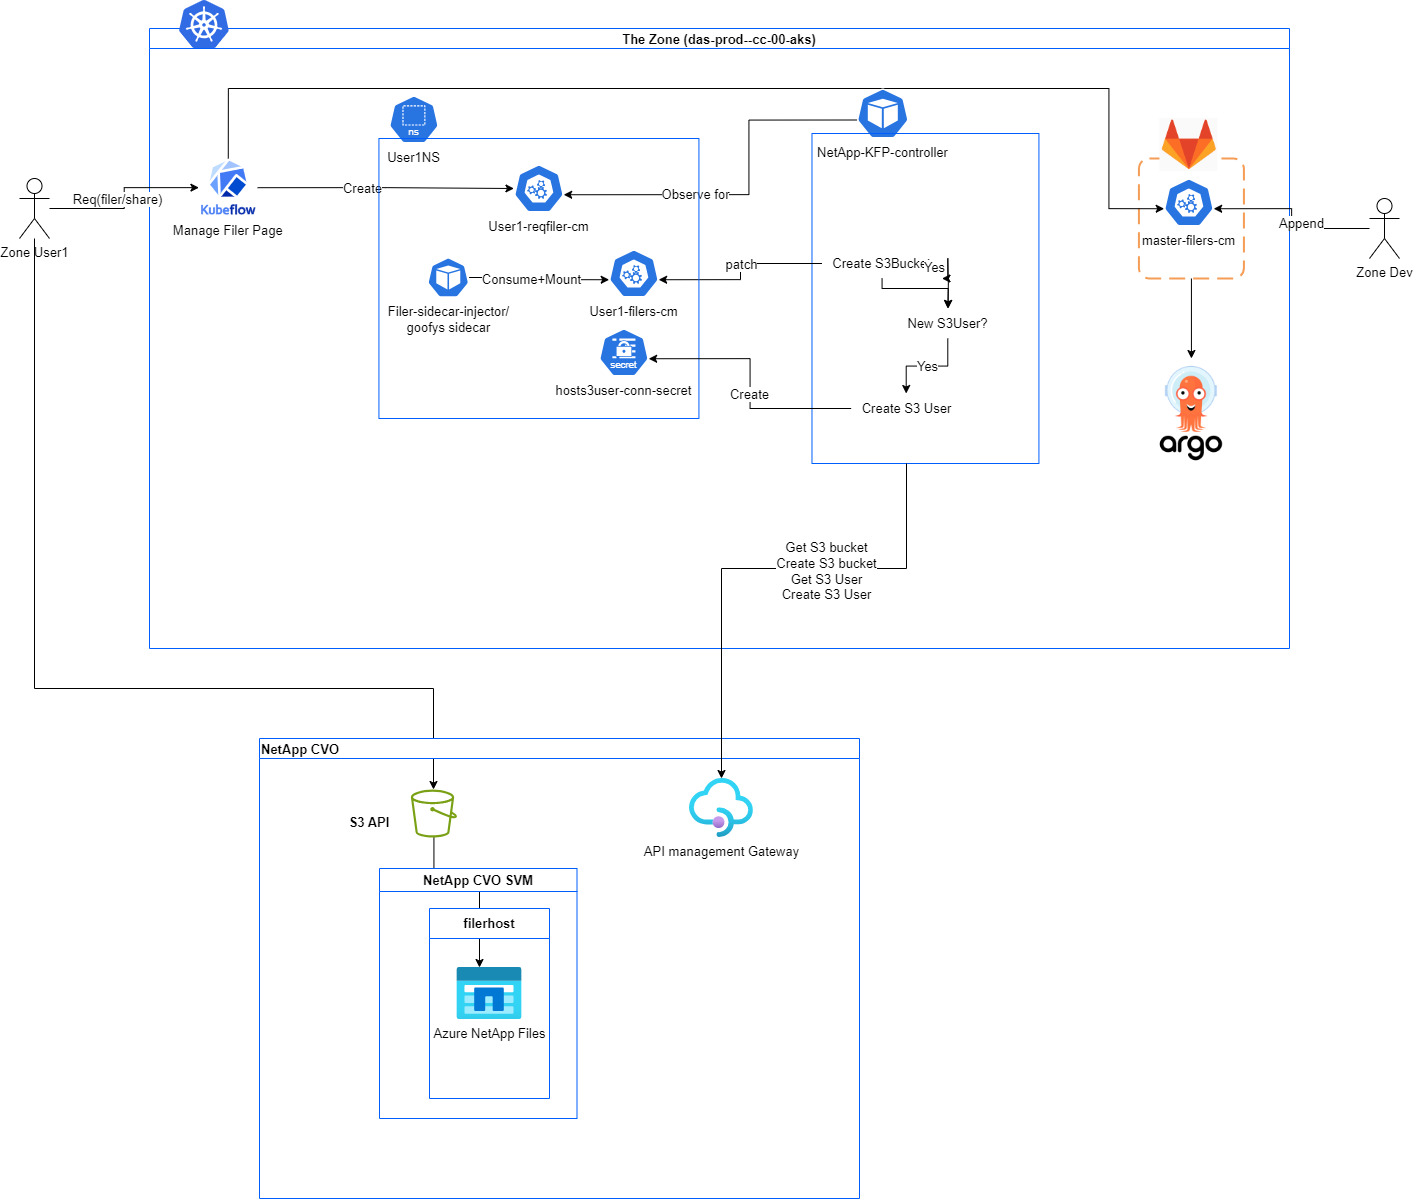 The Zone (das-prod--cc-00-aks)
ns
User1NS
NetApp-KFP-controller
Req(filer/share)
Kubeflow
Manage Filer Page
Create
User1-reqfiler-cm
Observe for
master-filers-cm
Append
Zone User1
Zone Dev
Consume+Mount
Filer-sidecar-injector/
goofys sidecar
User1-filers-cm
patch
Create S3Bucket
Yes
New S3User?
secret
hosts3user-conn-secret
Create
Yes
Create S3 User
argo
Get S3 bucket
Create S3 bucket
Get S3 User
Create S3 User
NetApp CVO
S3 API
API management Gateway
NetApp CVO SVM
filerhost
Azure NetApp Files